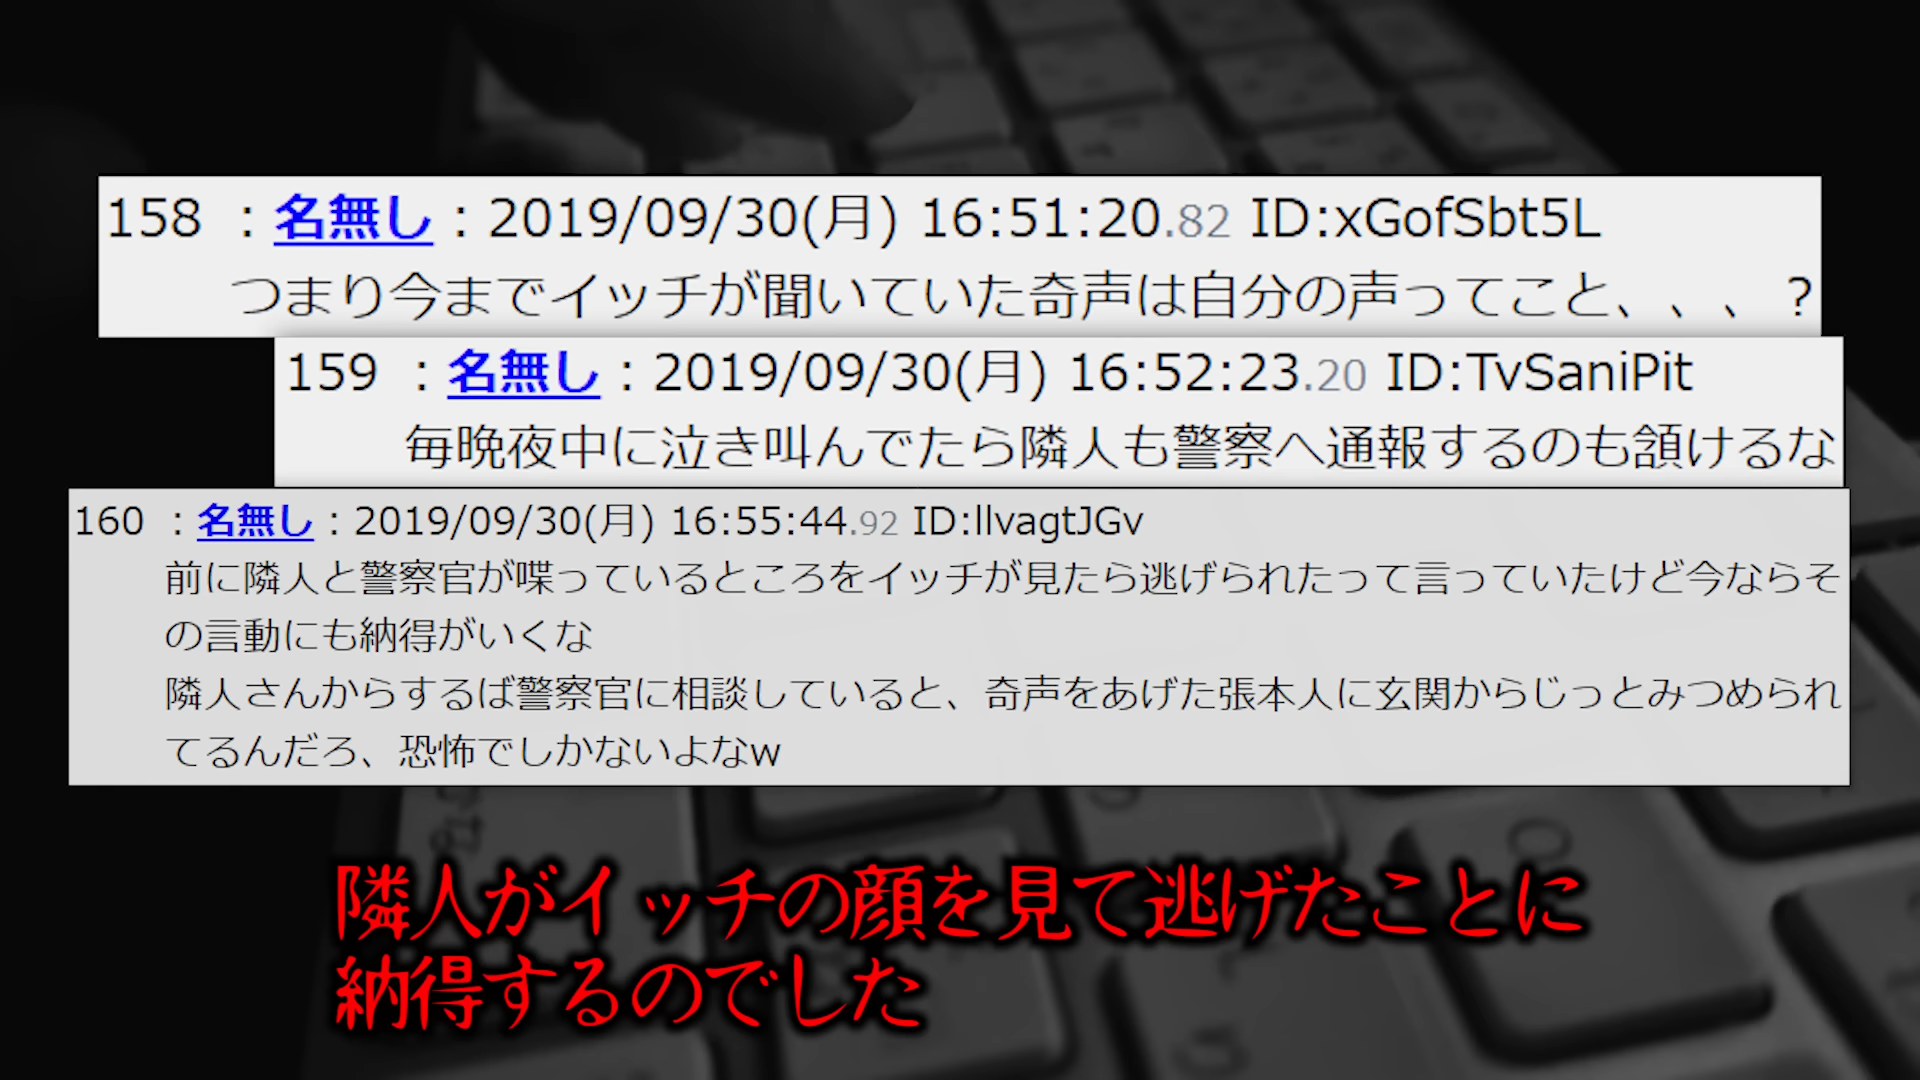 158 ：名無し：2019/09/30(月) 16:51:20.82 ID:xGofSbt5L
つまり今までイッチが聞いていた奇声は自分の声ってこと、、、？
159 ：名無し：2019/09/30(月) 16:52:23.20 ID:TvSaniPit
毎晩夜中に泣き叫んでたら隣人も警察へ通報するのも頷けるな
160 ：名無し：2019/09/30(月) 16:55:44.92 ID:llvagtJGv
前に隣人と警察官が喋っているところをイッチが見たら逃げられたって言っていたけど今ならそ
の言動にも納得がいくな
隣人さんからするば警察官に相談していると、奇声をあげた張本人に玄関からじっとみつめられ
てるんだろ、恐怖でしかないよなw
隣人がイッチの顔を見て逃げたことに
納得するのでした